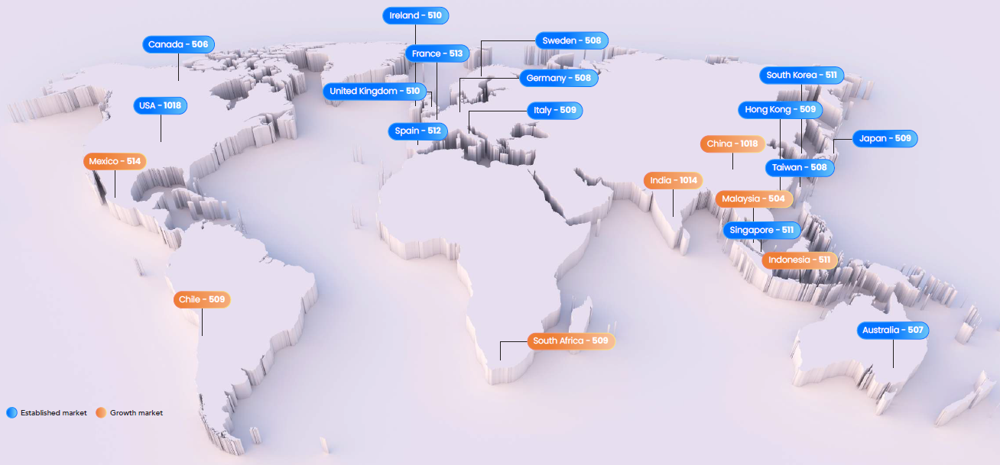 Ireland - 510
Sweden - 508
Canada - 506
France - 513
South Korea - 511
Germany - 508
United Kingdom - 510
USA - 1018
Hong Kong - 509
Italy - 509
Spain - 512
Japan - 509
China - 1018
Mexico - 514
Taiwan - 508
India - 1014
Malaysia - 504
Singapore - 511
Indonesia - 511
Chile - 509
Australia - 507
South Africa - 509
Established market
Growth market